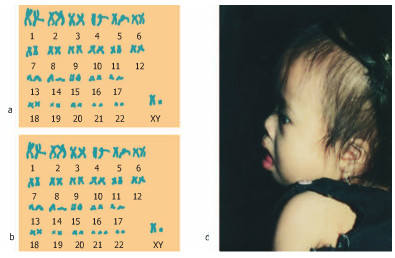 1 2 3 4 5 6
7 8 9 10 11 12
13 14 15 16 17
a
18 19 20 21 22 XY
1 2 3 4 5 6
7 8 9 10 11 12
13 14 15 16 17
b
18 19 20 21 22 XY
c